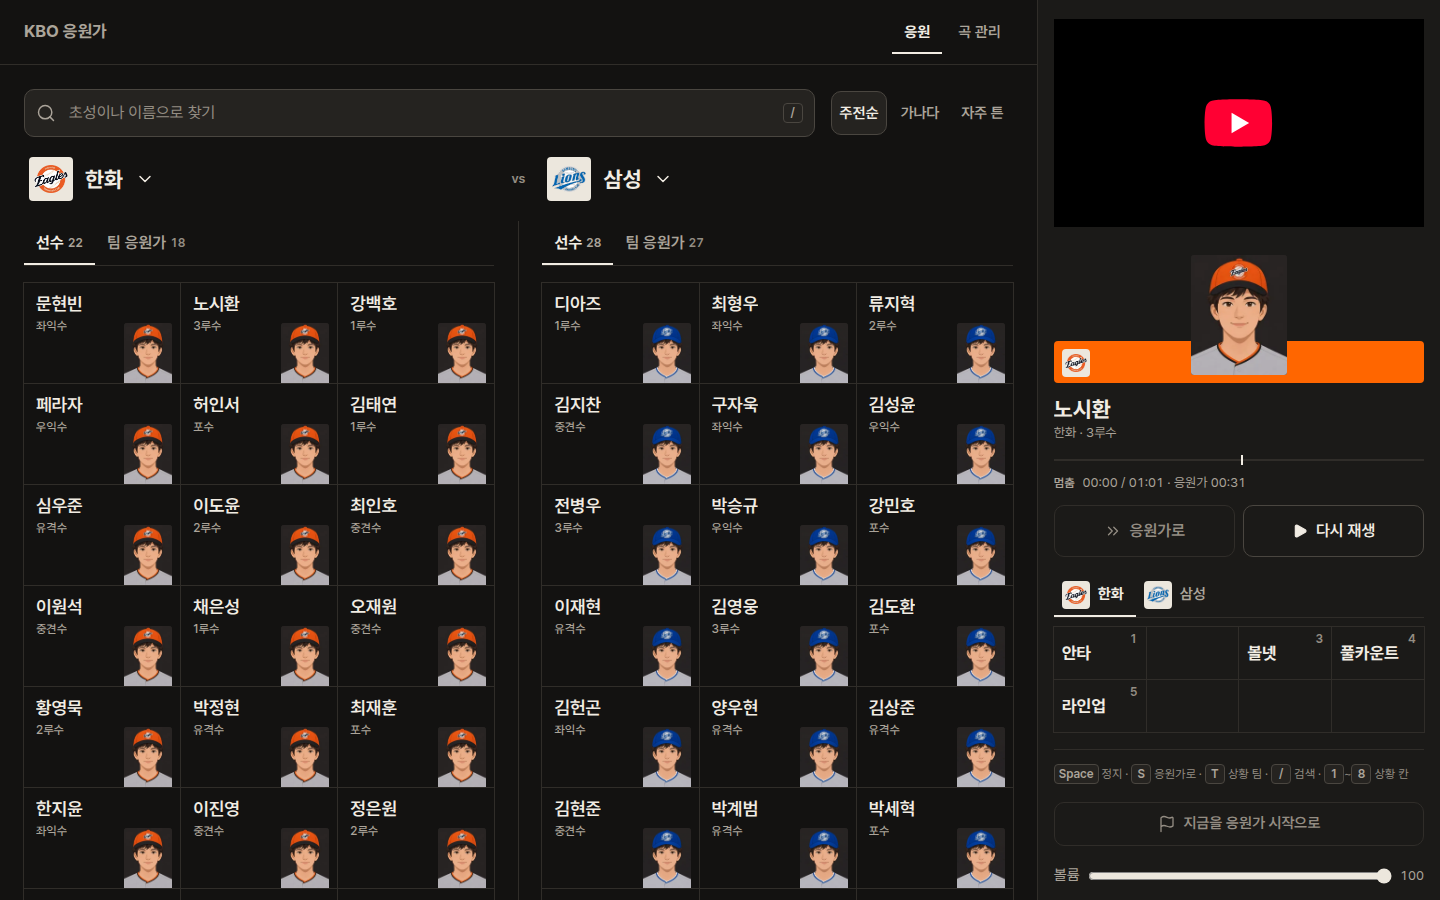 KBO 응원가
응원 곡 관리
초성이나 이름으로 찾기 /
주전순 가나다 자주 튼
Eagles 한화 vs Lions 삼성
선수 22 팀 응원가 18
선수 28 팀 응원가 27
문현빈 노시환 강백호 디아즈 최형우 류지혁
좌익수 3루수 1루수 1루수 좌익수 2루수
페라자 허인서 김태연 김지찬 구자욱 김성윤
우익수 포수 1루수 중견수 좌익수 우익수
심우준 이도윤 최인호 전병우 박승규 강민호
유격수 2루수 중견수 3루수 우익수 포수
이원석 채은성 오재원 이재현 김영웅 김도환
중견수 1루수 중견수 유격수 3루수 포수
황영묵 박정현 최재훈 김헌곤 양우현 김상준
2루수 유격수 포수 좌익수 유격수 유격수
한지윤 이진영 정은원 김현준 박계범 박세혁
좌익수 중견수 2루수 중견수 유격수 포수
Eagles
노시환
한화 · 3루수
멈춤 00:00 / 01:01 · 응원가 00:31
응원가로 다시 재생
Eagles 한화 Lions 삼성
안타 1 볼넷 3 풀카운트 4
라인업 5
Space 정지 · S 응원가로 · T 상황 팀 · / 검색 · 1–8 상황 칸
지금을 응원가 시작으로
볼륨 100